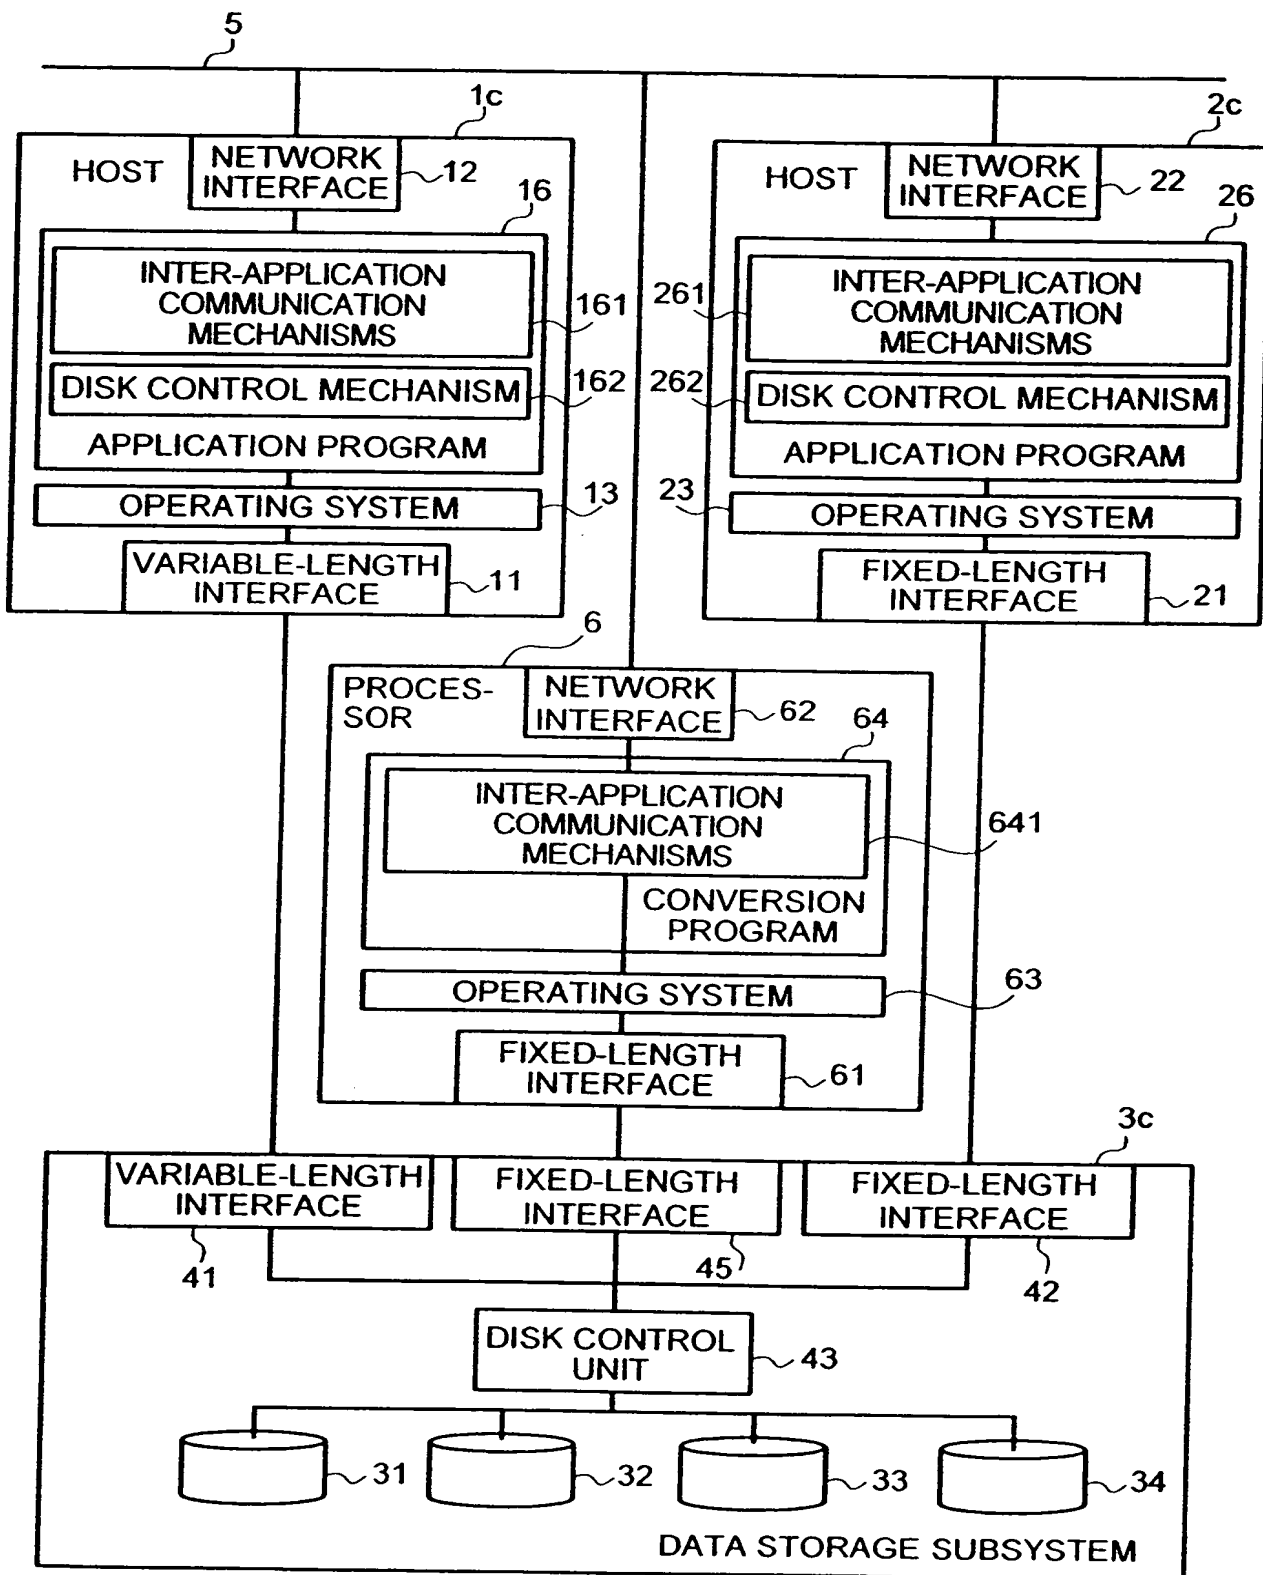 5
1c
2c
HOST
NETWORK
INTERFACE
12
HOST
NETWORK
INTERFACE
22
16
26
INTER-APPLICATION
COMMUNICATION
MECHANISMS
161
261
INTER-APPLICATION
COMMUNICATION
MECHANISMS
DISK CONTROL MECHANISM
162
262
DISK CONTROL MECHANISM
APPLICATION PROGRAM
APPLICATION PROGRAM
OPERATING SYSTEM
13
23
OPERATING SYSTEM
VARIABLE-LENGTH
INTERFACE
11
FIXED-LENGTH
INTERFACE
21
6
PROCES-
SOR
NETWORK
INTERFACE
62
64
INTER-APPLICATION
COMMUNICATION
MECHANISMS
641
CONVERSION
PROGRAM
OPERATING SYSTEM
63
FIXED-LENGTH
INTERFACE
61
3c
VARIABLE-LENGTH
INTERFACE
FIXED-LENGTH
INTERFACE
FIXED-LENGTH
INTERFACE
41
45
42
DISK CONTROL
UNIT
43
31
32
33
34
DATA STORAGE SUBSYSTEM